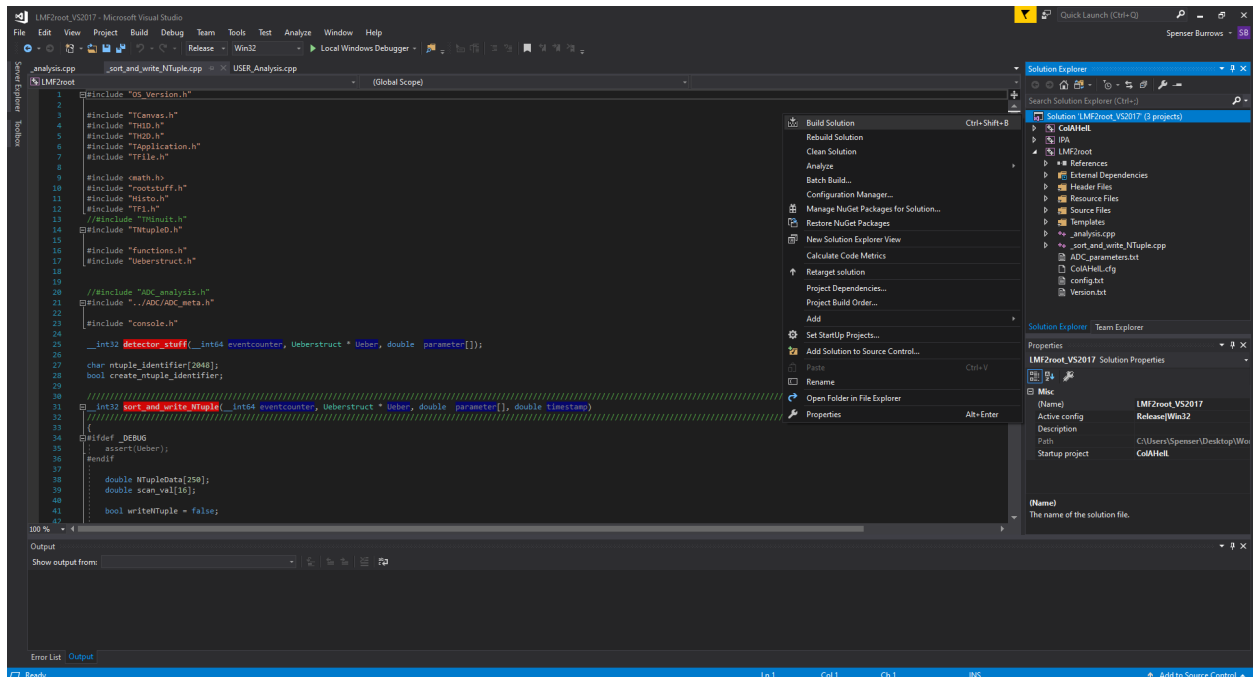 LMF2root_VS2017 - Microsoft Visual Studio
Quick Launch (Ctrl+Q)
File Edit View Project Build Debug Team Tools Test Analyze Window Help
Spenser Burrows SB
Release Win32 Local Windows Debugger
Server Explorer
Toolbox
_analysis.cpp _sort_and_write_NTuple.cpp USER_Analysis.cpp
LMF2root (Global Scope)
1 #include "OS_Version.h"
2
3 #include "TCanvas.h"
4 #include "TH1D.h"
5 #include "TH2D.h"
6 #include "TApplication.h"
7 #include "TFile.h"
8
9 #include <math.h>
10 #include "rootstuff.h"
11 #include "Histo.h"
12 #include "TF1.h"
13 //#include "TMinuit.h"
14 #include "TNtupleD.h"
15
16 #include "functions.h"
17 #include "Ueberstruct.h"
18
19
20 //#include "ADC_analysis.h"
21 #include "../ADC/ADC_meta.h"
22
23 #include "console.h"
24
25 __int32 detector_stuff(__int64 eventcounter, Ueberstruct * Ueber, double parameter[]);
26
27 char ntuple_identifier[2048];
28 bool create_ntuple_identifier;
29
30
31 __int32 sort_and_write_NTuple(__int64 eventcounter, Ueberstruct * Ueber, double parameter[], double timestamp)
32
33 {
34 #ifdef _DEBUG
35 assert(Ueber);
36 #endif
37
38 double NTupleData[250];
39 double scan_val[16];
40
41 bool writeNTuple = false;
42
100 %
Build Solution Ctrl+Shift+B
Rebuild Solution
Clean Solution
Analyze
Batch Build...
Configuration Manager...
Manage NuGet Packages for Solution...
Restore NuGet Packages
New Solution Explorer View
Calculate Code Metrics
Retarget solution
Project Dependencies...
Project Build Order...
Add
Set StartUp Projects...
Add Solution to Source Control...
Paste Ctrl+V
Rename
Open Folder in File Explorer
Properties Alt+Enter
Solution Explorer
Search Solution Explorer (Ctrl+;)
Solution 'LMF2root_VS2017' (3 projects)
ColAHelL
IPA
LMF2root
References
External Dependencies
Header Files
Resource Files
Source Files
Templates
_analysis.cpp
_sort_and_write_NTuple.cpp
ADC_parameters.txt
ColAHelL.cfg
config.txt
Version.txt
Solution Explorer Team Explorer
Properties
LMF2root_VS2017 Solution Properties
Misc
(Name) LMF2root_VS2017
Active config Release|Win32
Description
Path C:\Users\Spenser\Desktop\Wo
Startup project ColAHelL
(Name)
The name of the solution file.
Output
Show output from:
Error List Output
Ready Ln 1 Col 1 Ch 1 INS Add to Source Control